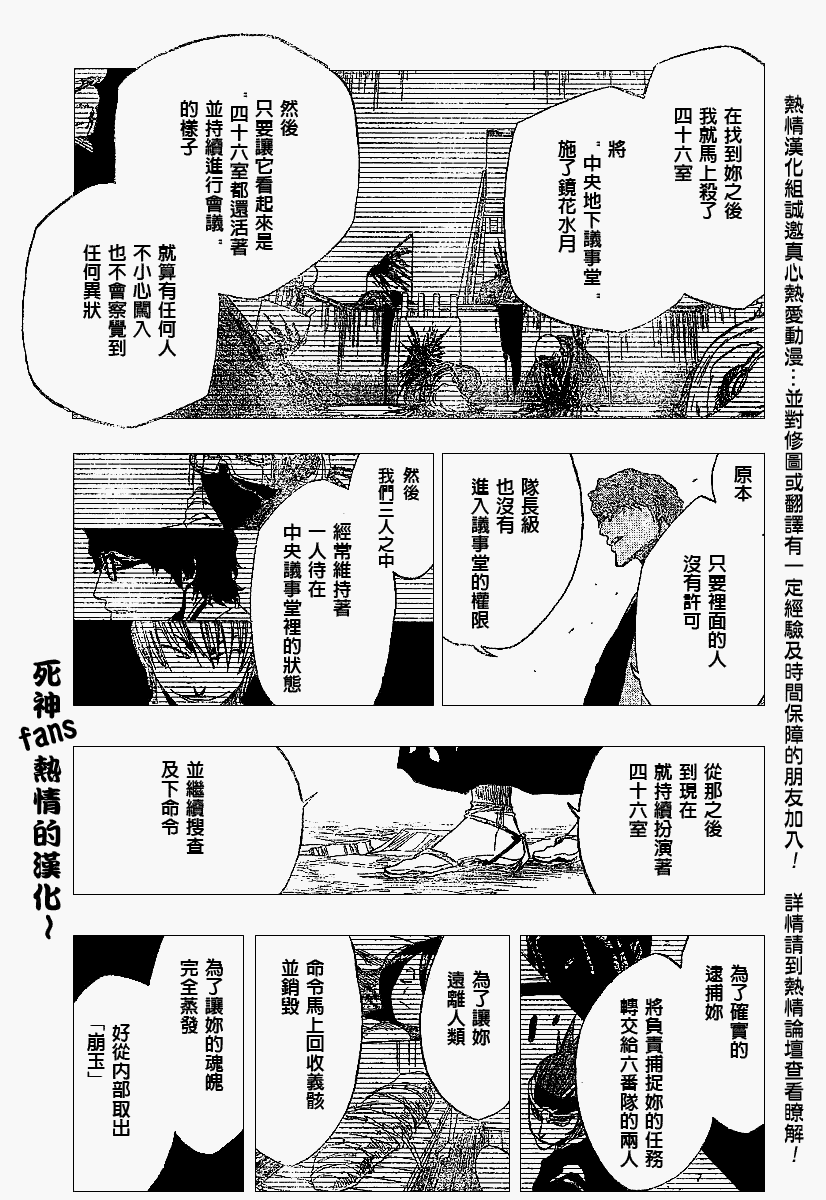 在找到妳之後
我就馬上殺了
四十六室
將
"中央地下議事堂"
施了鏡花水月
然後
只要讓它看起來是
"四十六室都還活著
並持續進行會議"
的樣子
就算有任何人
不小心闖入
也不會察覺到
任何異狀
原本
只要裡面的人
沒有許可
隊長級
也沒有
進入議事堂的權限
然後
我們三人之中
經常維持著
一人待在
中央議事堂裡的狀態
從那之後
到現在
就持續扮演著
四十六室
並繼續搜查
及下命令
為了確實的
逮捕妳
將負責捕捉妳的任務
轉交給六番隊的兩人
為了讓妳
遠離人類
命令馬上回收義骸
並銷毀
為了讓妳的魂魄
完全蒸發
好從內部取出
「崩玉」
熱情漢化組誠邀真心熱愛動漫…並對修圖或翻譯有一定經驗及時間保障的朋友加入！ 詳情請到熱情論壇查看瞭解！
死神fans熱情的漢化~